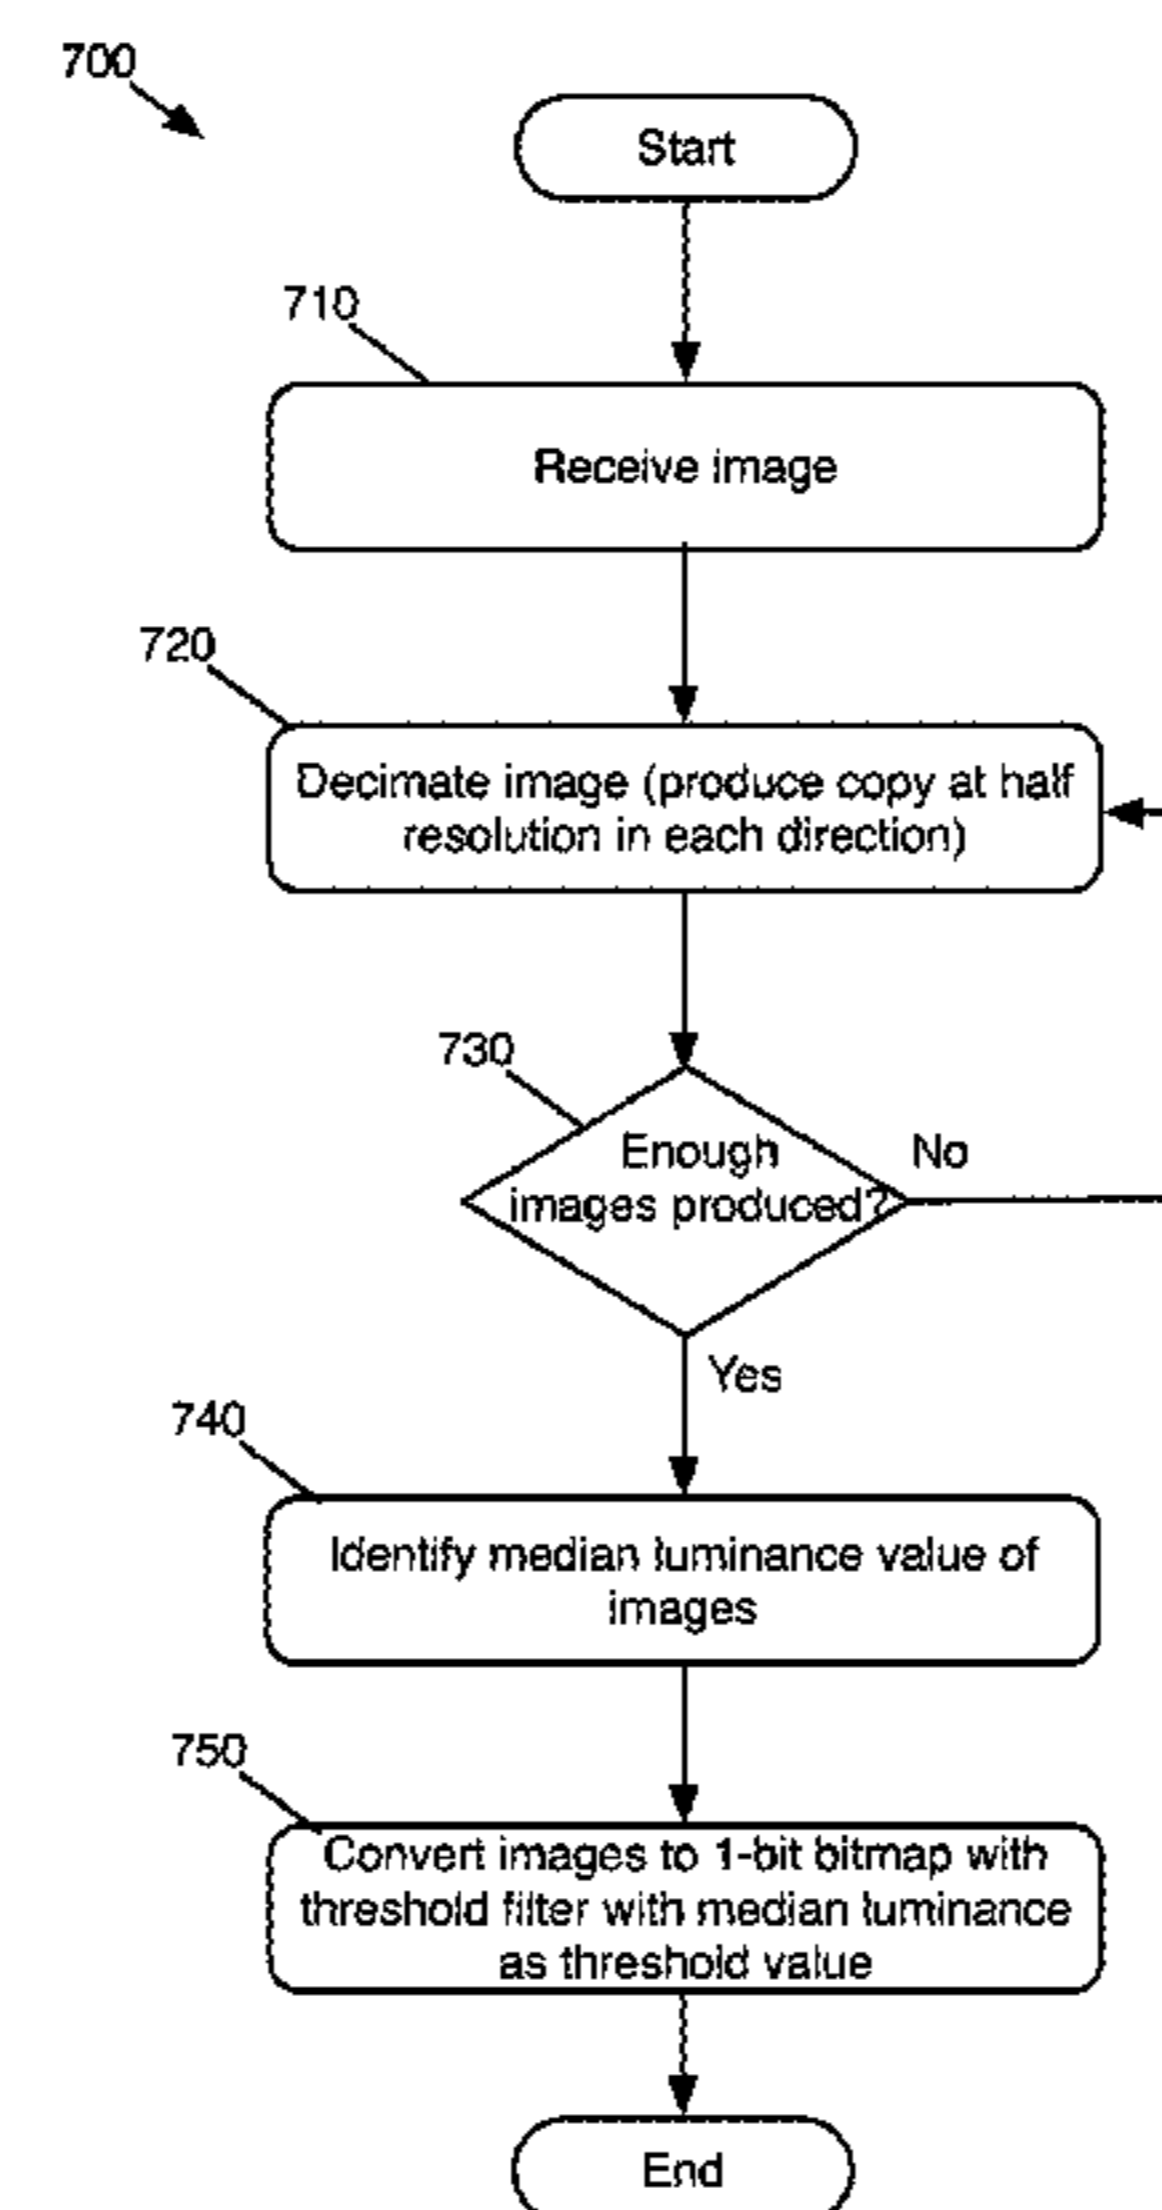 700
Start
710
Receive image
720
Decimate image (produce copy at half
resolution in each direction)
730
Enough
images produced?
No
Yes
740
Identify median luminance value of
images
750
Convert images to 1-bit bitmap with
threshold filter with median luminance
as threshold value
End